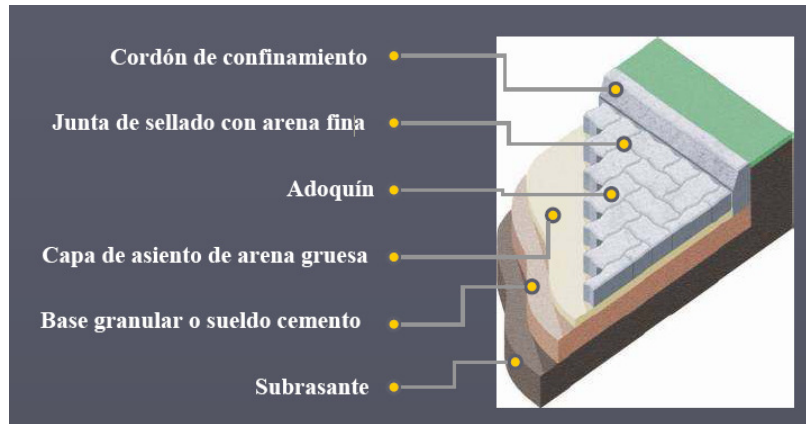 Cordón de confinamiento
Junta de sellado con arena fina
Adoquín
Capa de asiento de arena gruesa
Base granular o sueldo cemento
Subrasante